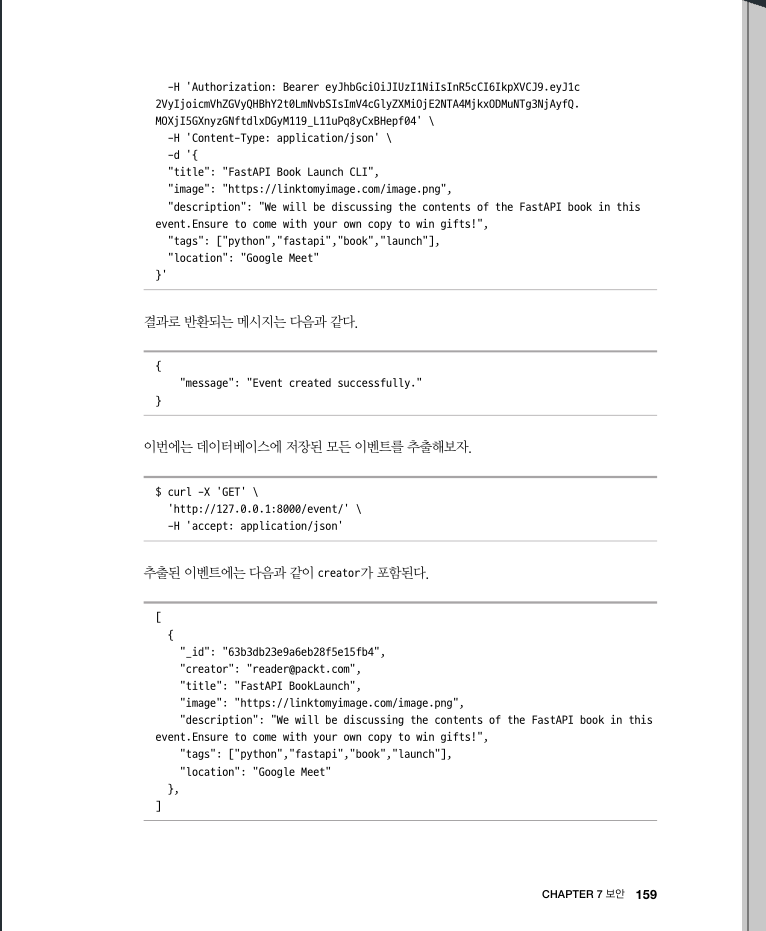 -H 'Authorization: Bearer eyJhbGciOiJIUzI1NiIsInR5cCI6IkpXVCJ9.eyJ1c
2VyIjoicmVhZGVyQHBhY2t0LmNvbSIsImV4cGlyZXMiOjE2NTA4MjkxODMuNTg3NjAyfQ.
MOXjI5GXnyzGNftdlxDGyM119_L11uPq8yCxBHepf04' \
-H 'Content-Type: application/json' \
-d '{
"title": "FastAPI Book Launch CLI",
"image": "https://linktomyimage.com/image.png",
"description": "We will be discussing the contents of the FastAPI book in this
event.Ensure to come with your own copy to win gifts!",
"tags": ["python","fastapi","book","launch"],
"location": "Google Meet"
}'
결과로 반환되는 메시지는 다음과 같다.
{
"message": "Event created successfully."
}
이번에는 데이터베이스에 저장된 모든 이벤트를 추출해보자.
$ curl -X 'GET' \
'http://127.0.0.1:8000/event/' \
-H 'accept: application/json'
추출된 이벤트에는 다음과 같이 creator가 포함된다.
[
{
"_id": "63b3db23e9a6eb28f5e15fb4",
"creator": "reader@packt.com",
"title": "FastAPI BookLaunch",
"image": "https://linktomyimage.com/image.png",
"description": "We will be discussing the contents of the FastAPI book in this
event.Ensure to come with your own copy to win gifts!",
"tags": ["python","fastapi","book","launch"],
"location": "Google Meet"
},
]
CHAPTER 7 보안 159